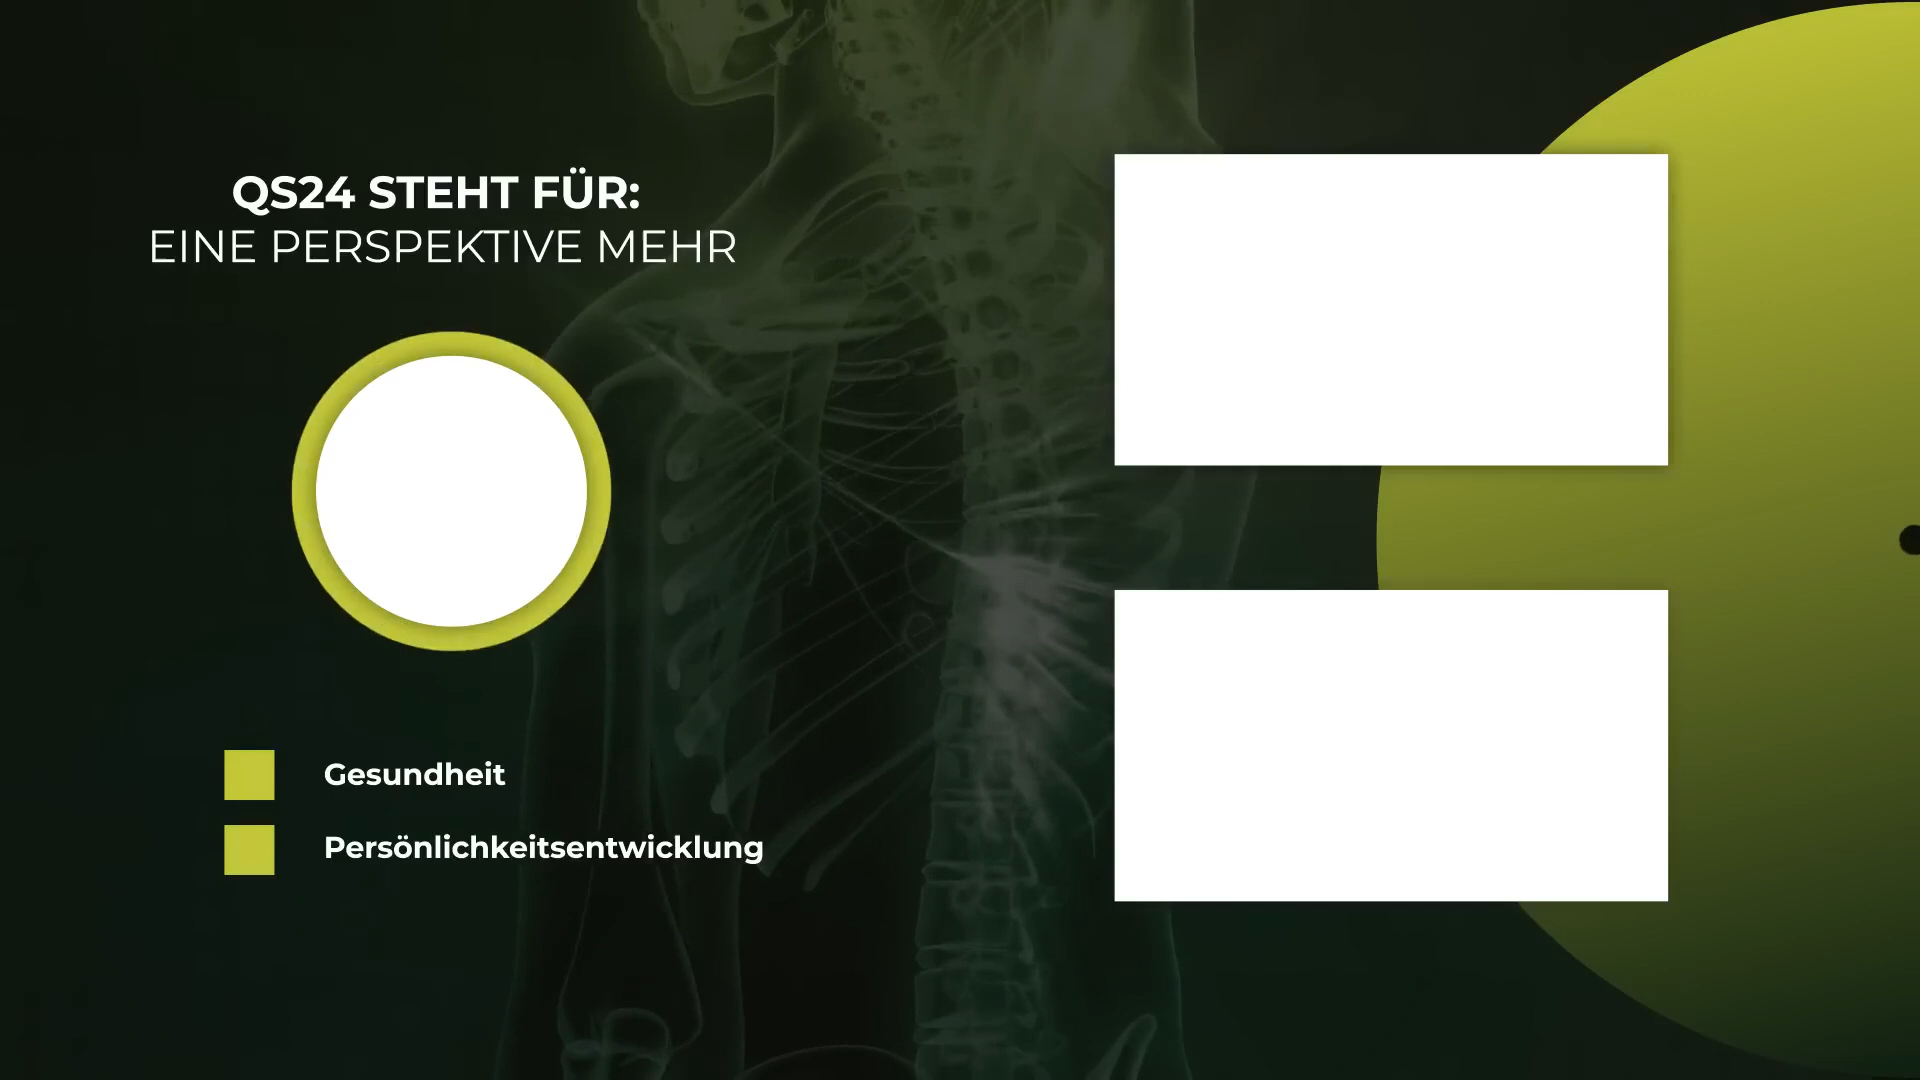 QS24 STEHT FÜR:
EINE PERSPEKTIVE MEHR
Gesundheit
Persönlichkeitsentwicklung